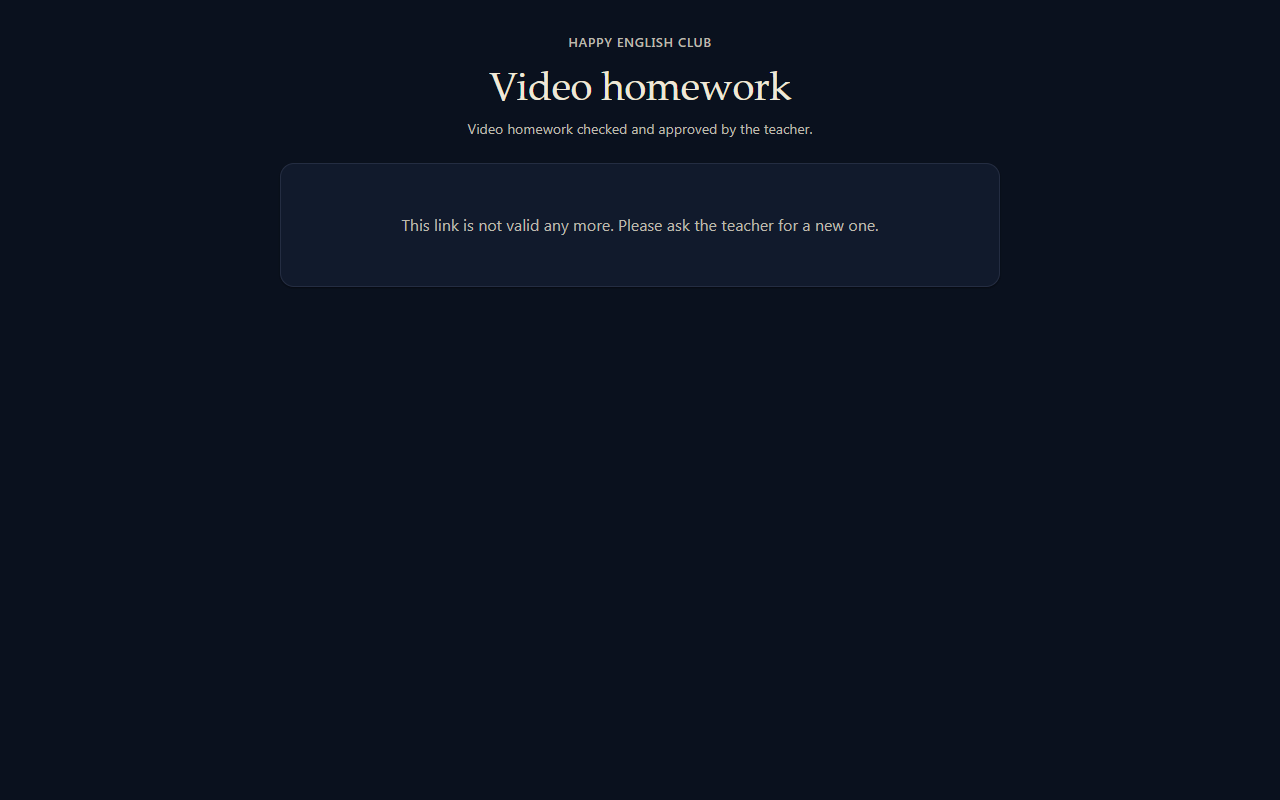 HAPPY ENGLISH CLUB
Video homework
Video homework checked and approved by the teacher.
This link is not valid any more. Please ask the teacher for a new one.